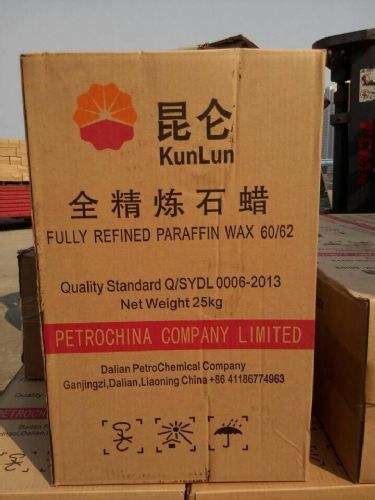 昆仑
KunLun
全精炼石蜡
FULLY REFINED PARAFFIN WAX 60/62
Quality Standard Q/SYDL 0006-2013
Net Weight 25kg
PETROCHINA COMPANY LIMITED
Dalian PetroChemical Company
Ganjingzi,Dalian,Liaoning China +86 41186774963